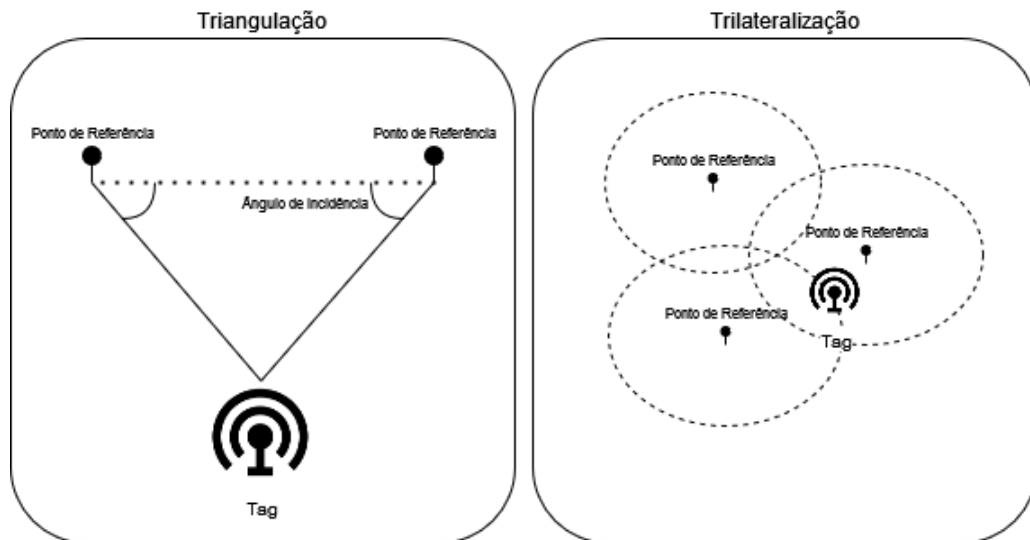 Triangulação
Ponto de Referência
Ponto de Referência
Ângulo de Incidência
Tag
Trilateralização
Ponto de Referência
Ponto de Referência
Ponto de Referência
Tag